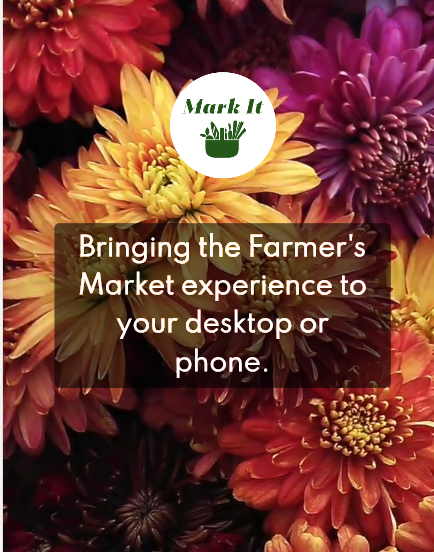 Mark It
Bringing the Farmer's
Market experience to
your desktop or
phone.